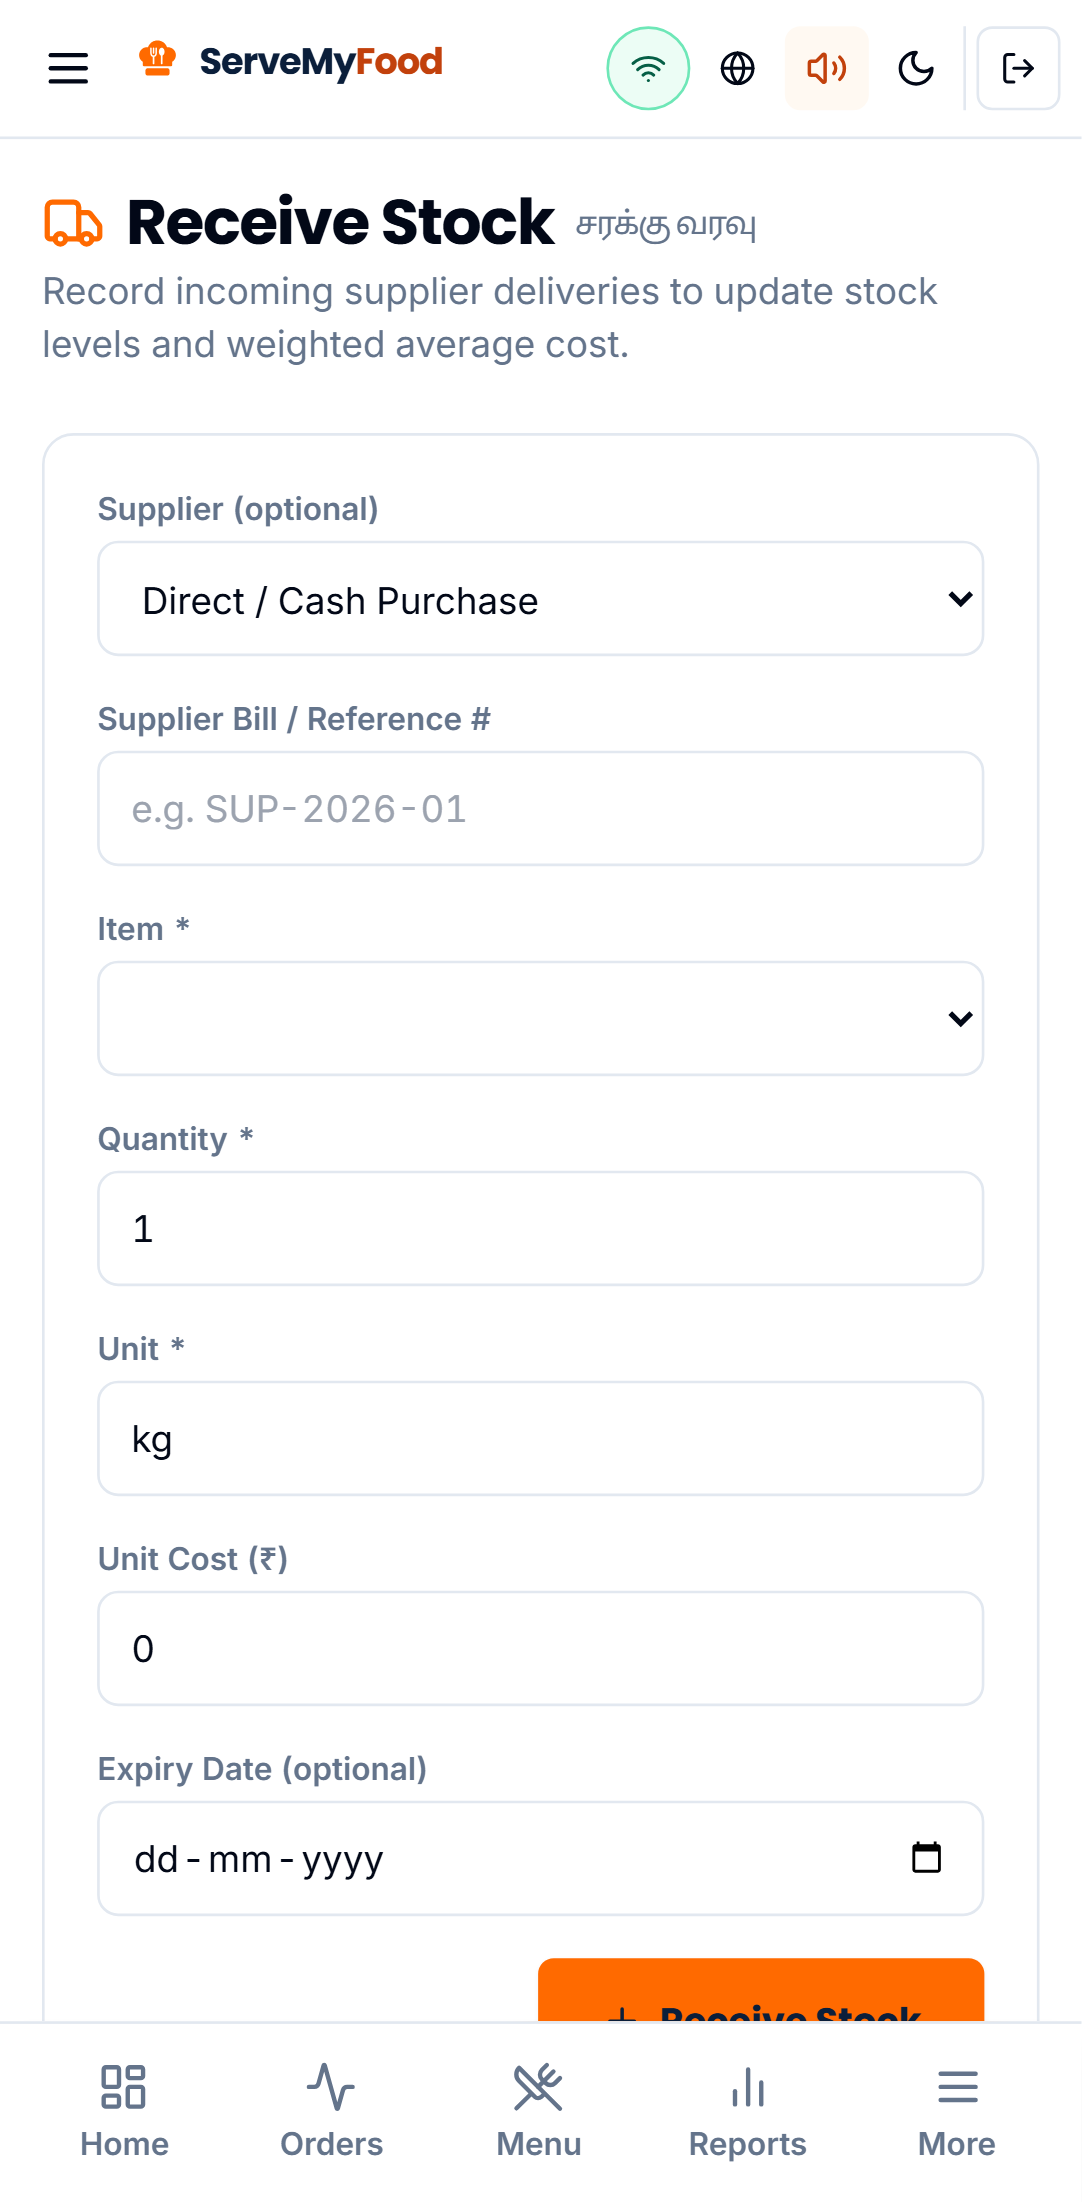 ServeMyFood
Receive Stock சரக்கு வரவு
Record incoming supplier deliveries to update stock
levels and weighted average cost.
Supplier (optional)
Direct / Cash Purchase
Supplier Bill / Reference #
e.g. SUP-2026-01
Item *
Quantity *
1
Unit *
kg
Unit Cost (₹)
0
Expiry Date (optional)
dd-mm-yyyy
+ Receive Stock
Home Orders Menu Reports More